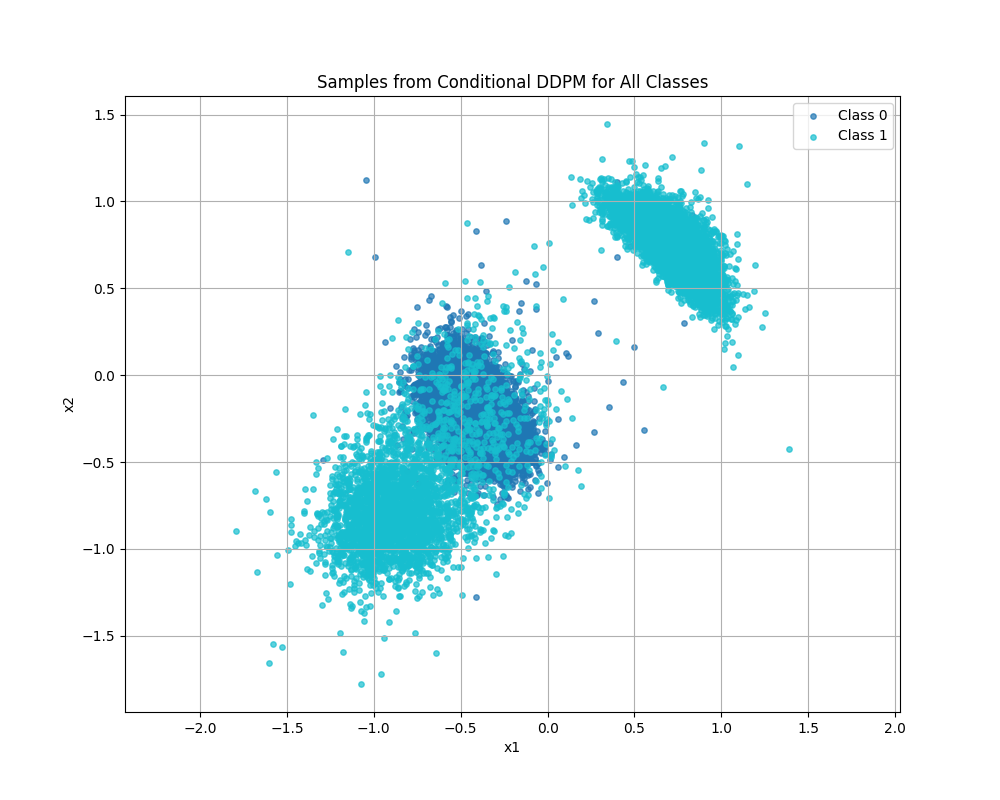 Samples from Conditional DDPM for All Classes
Class 0
Class 1
1.5
1.0
0.5
0.0
−0.5
−1.0
−1.5
x2
−2.0 −1.5 −1.0 −0.5 0.0 0.5 1.0 1.5 2.0
x1